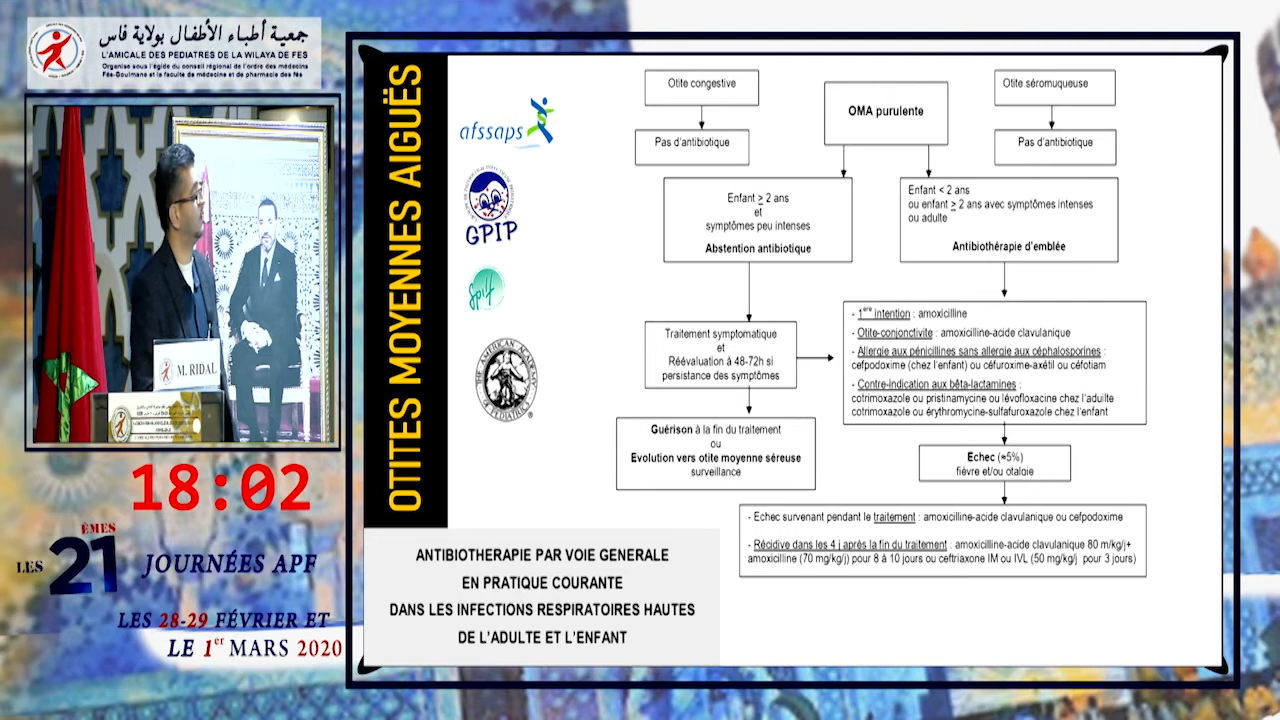 جمعية أطباء الأطفال بولاية فاس
L'AMICALE DES PEDIATRES DE LA WILAYA DE FES
Organisé sous l'égide du conseil régional de l'ordre des médecins
Fès-Boulmane et la faculté de médecine et de pharmacie des fès
M. RIDAL
18:02
LES 21 ÈMES JOURNÉES APF
LES 28-29 FÉVRIER ET
LE 1er MARS 2020
OTITES MOYENNES AIGUËS
afssaps
GPIP
Spilf
THE AMERICAN ACADEMY OF PEDIATRICS
Otite congestive
Pas d'antibiotique
OMA purulente
Otite séromuqueuse
Pas d'antibiotique
Enfant ≥ 2 ans
et
symptômes peu intenses
Abstention antibiotique
Enfant < 2 ans
ou enfant ≥ 2 ans avec symptômes intenses
ou adulte
Antibiothérapie d'emblée
Traitement symptomatique
et
Réévaluation à 48-72h si
persistance des symptômes
- 1ere intention : amoxicilline
- Otite-conjonctivite : amoxicilline-acide clavulanique
- Allergie aux pénicillines sans allergie aux céphalosporines :
cefpodoxime (chez l'enfant) ou céfuroxime-axétil ou céfotiam
- Contre-indication aux bêta-lactamines :
cotrimoxazole ou pristinamycine ou lévofloxacine chez l'adulte
cotrimoxazole ou érythromycine-sulfafuroxazole chez l'enfant
Guérison à la fin du traitement
ou
Evolution vers otite moyenne séreuse
surveillance
Echec (≈5%)
fièvre et/ou otalgie
- Echec survenant pendant le traitement : amoxicilline-acide clavulanique ou cefpodoxime
- Récidive dans les 4 j après la fin du traitement : amoxicilline-acide clavulanique 80 m/kg/j+
amoxicilline (70 mg/kg/j) pour 8 à 10 jours ou ceftriaxone IM ou IVL (50 mg/kg/j pour 3 jours)
ANTIBIOTHERAPIE PAR VOIE GENERALE
EN PRATIQUE COURANTE
DANS LES INFECTIONS RESPIRATOIRES HAUTES
DE L'ADULTE ET L'ENFANT